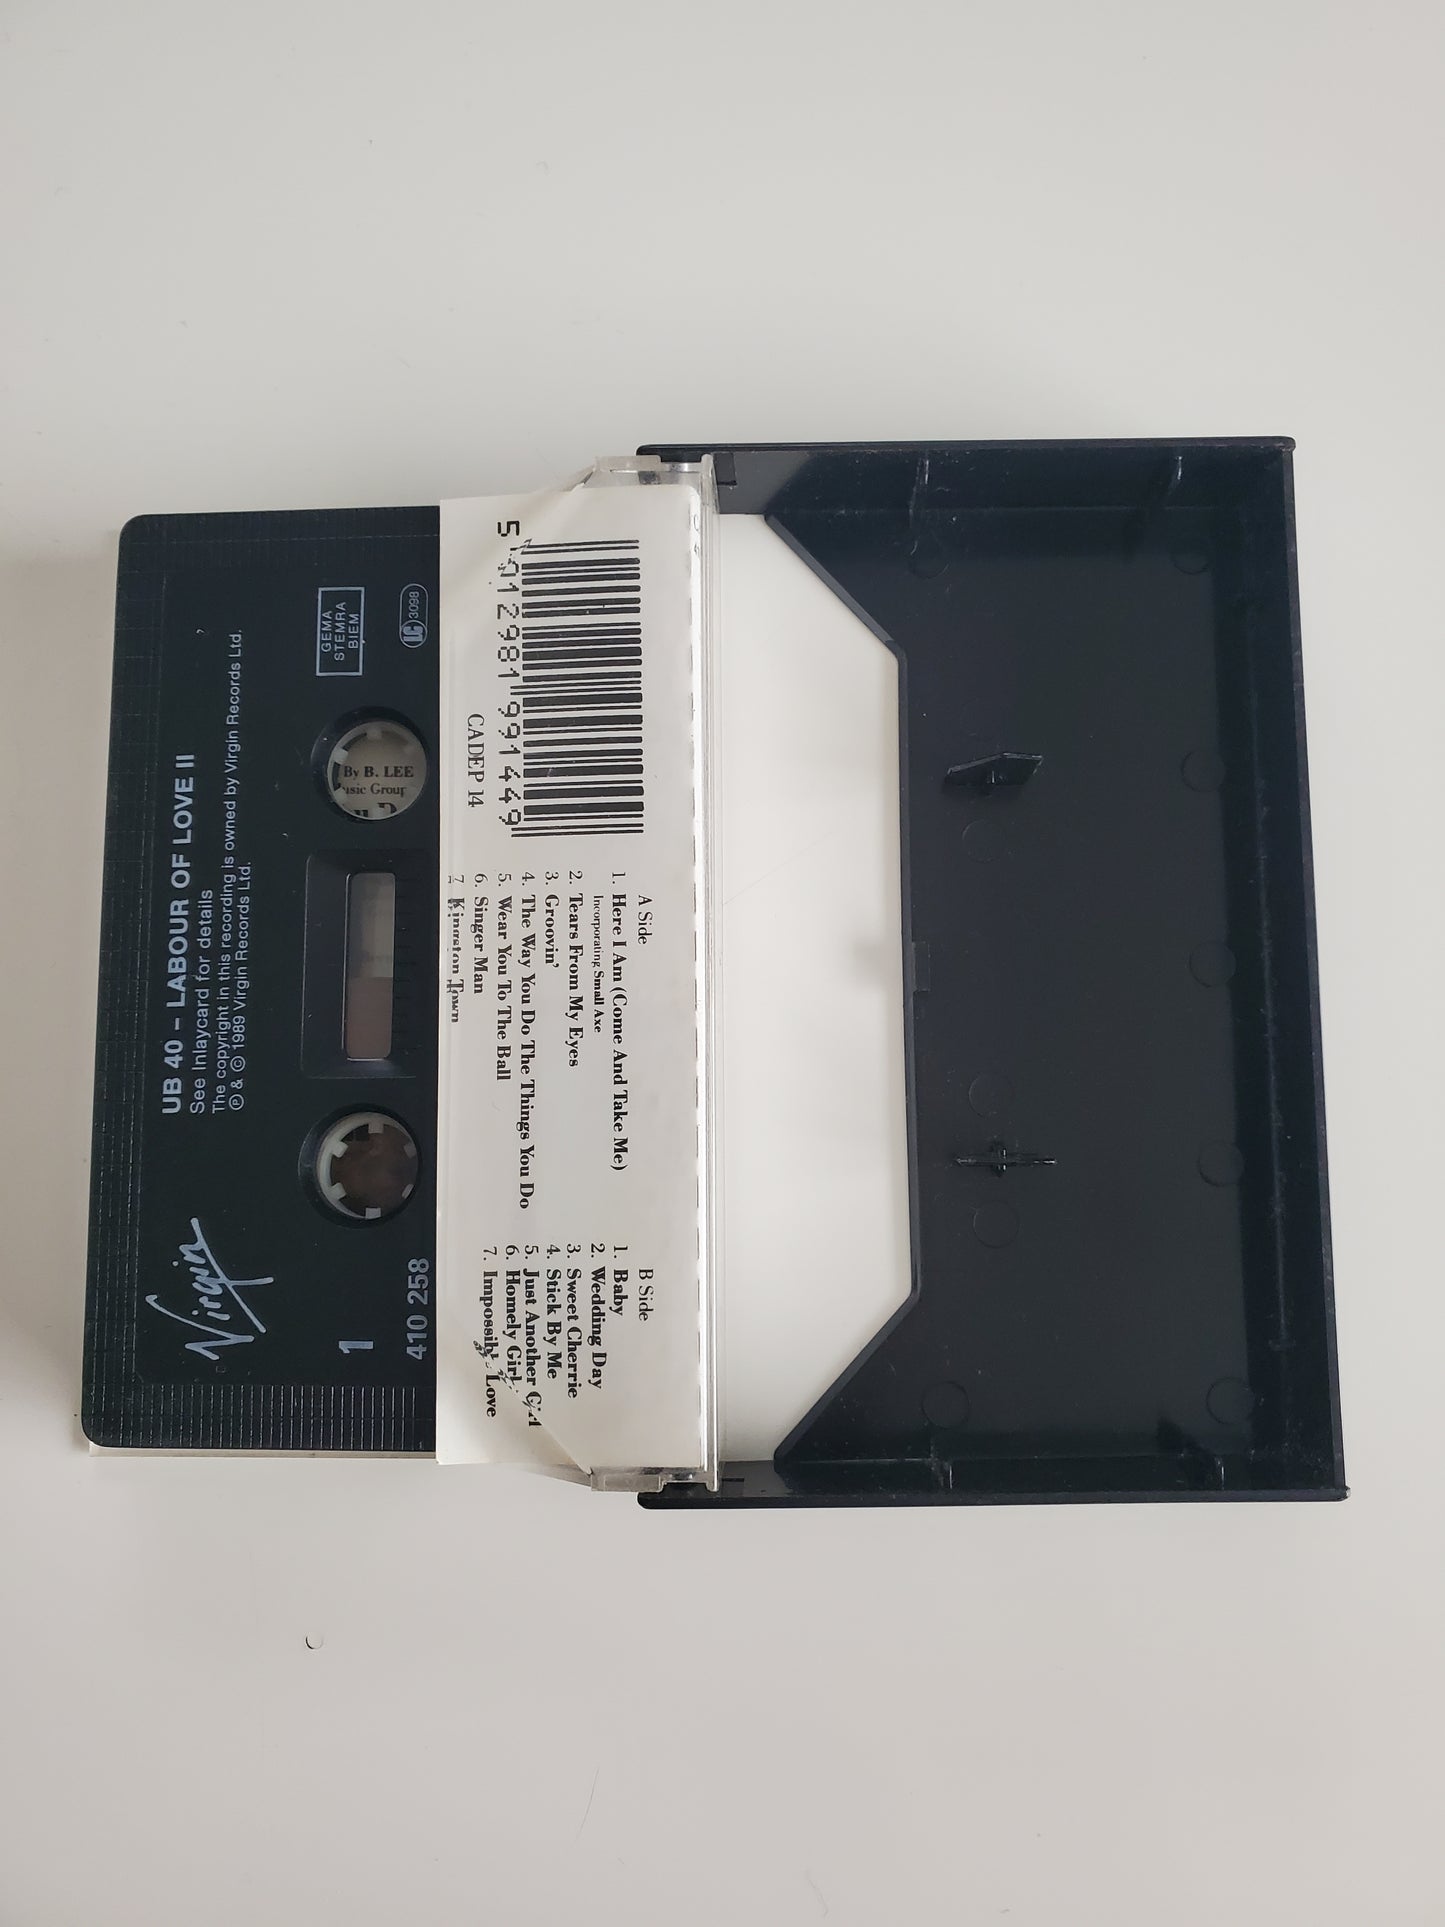 UB 40 – LABOUR OF LOVE II
See Inlaycard for details
The copyright in this recording is owned by Virgin Records Ltd.
Ⓟ & © 1989 Virgin Records Ltd.
Virgin
1
410 258
GEMA
STEMRA
BIEM
LC 3098
By B. LEE
usic Group
5 012981 991449
CADEP 14
A Side
1. Here I Am (Come And Take Me)
Incorporating Small Axe
2. Tears From My Eyes
3. Groovin'
4. The Way You Do The Things You Do
5. Wear You To The Ball
6. Singer Man
7. Kingston Town
B Side
1. Baby
2. Wedding Day
3. Sweet Cherrie
4. Stick By Me
5. Just Another Girl
6. Homely Girl
7. Impossible Love